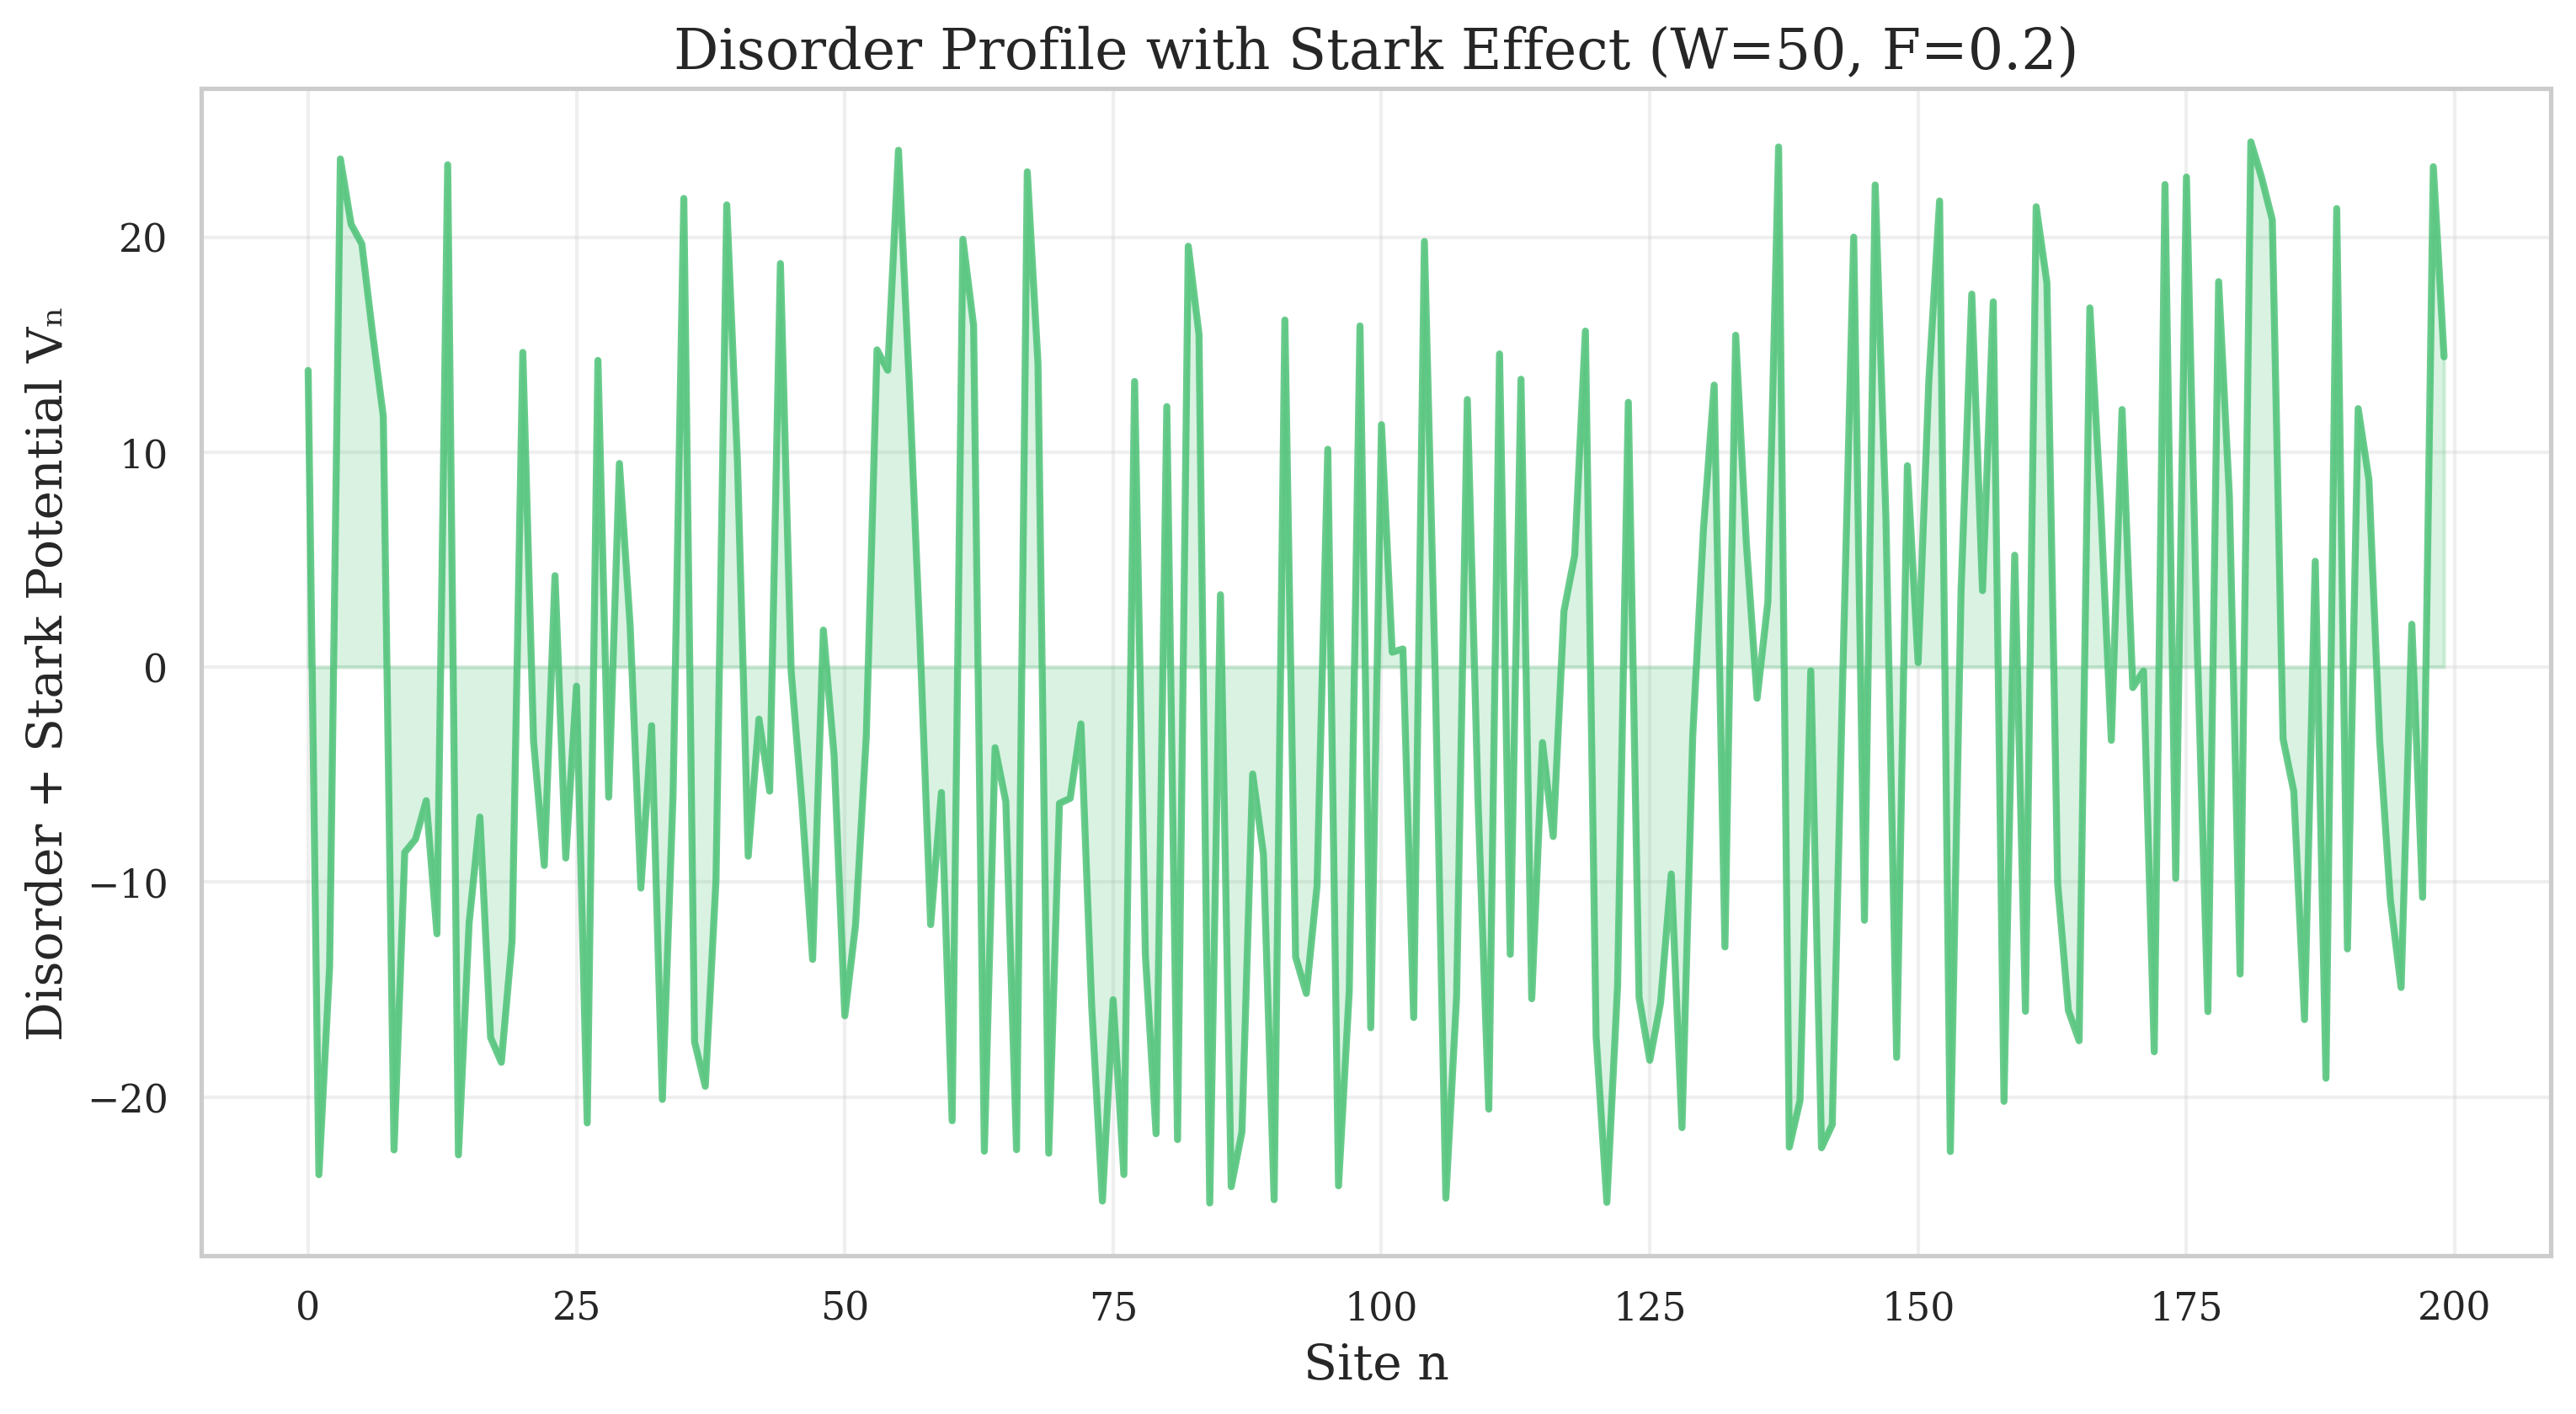 Disorder Profile with Stark Effect (W=50, F=0.2)
Disorder + Stark Potential Vₙ
20
10
0
−10
−20
0 25 50 75 100 125 150 175 200
Site n